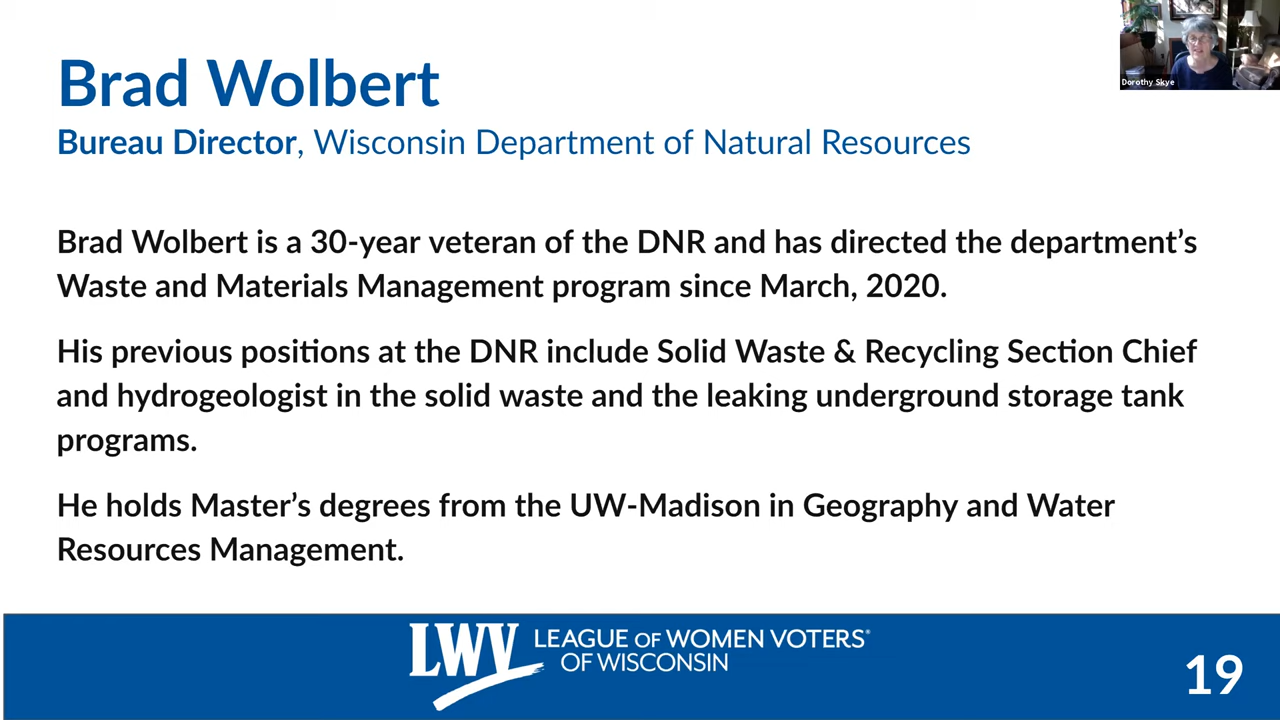 Brad Wolbert
Dorothy Skye
Bureau Director, Wisconsin Department of Natural Resources
Brad Wolbert is a 30-year veteran of the DNR and has directed the department’s
Waste and Materials Management program since March, 2020.
His previous positions at the DNR include Solid Waste & Recycling Section Chief
and hydrogeologist in the solid waste and the leaking underground storage tank
programs.
He holds Master’s degrees from the UW-Madison in Geography and Water
Resources Management.
LWV LEAGUE OF WOMEN VOTERS®
OF WISCONSIN
19